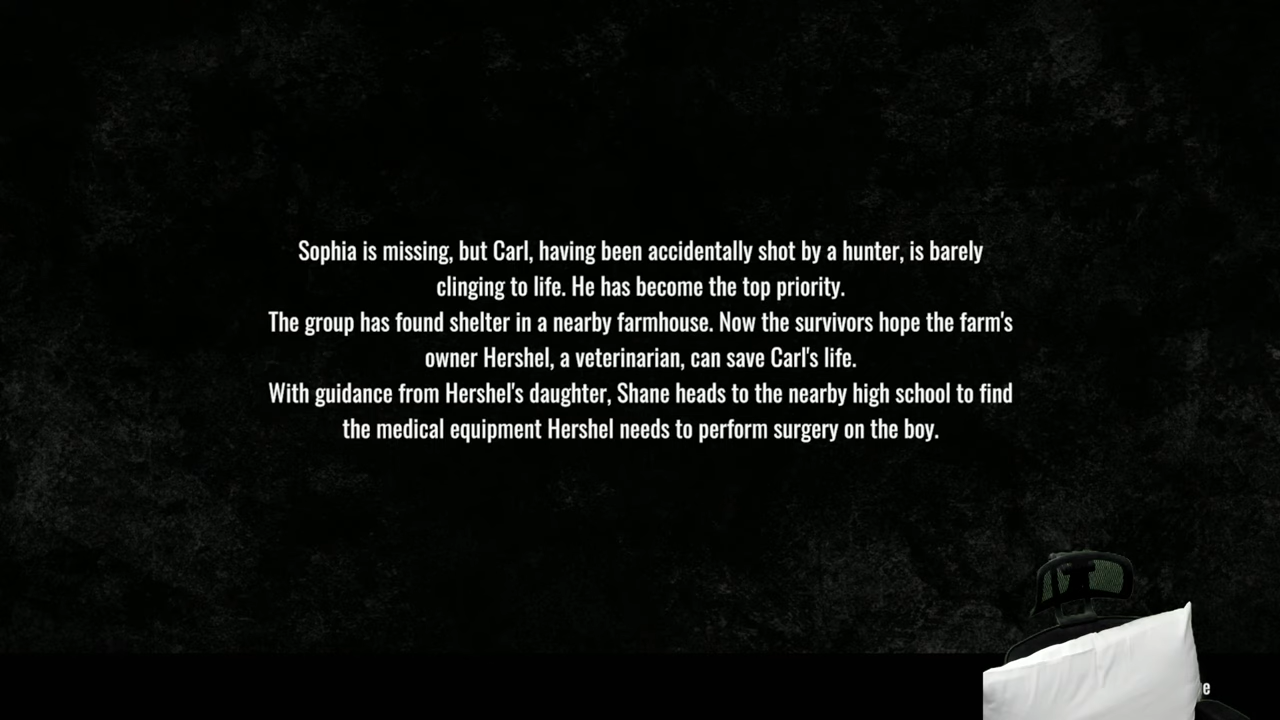 Sophia is missing, but Carl, having been accidentally shot by a hunter, is barely
clinging to life. He has become the top priority.
The group has found shelter in a nearby farmhouse. Now the survivors hope the farm's
owner Hershel, a veterinarian, can save Carl's life.
With guidance from Hershel's daughter, Shane heads to the nearby high school to find
the medical equipment Hershel needs to perform surgery on the boy.